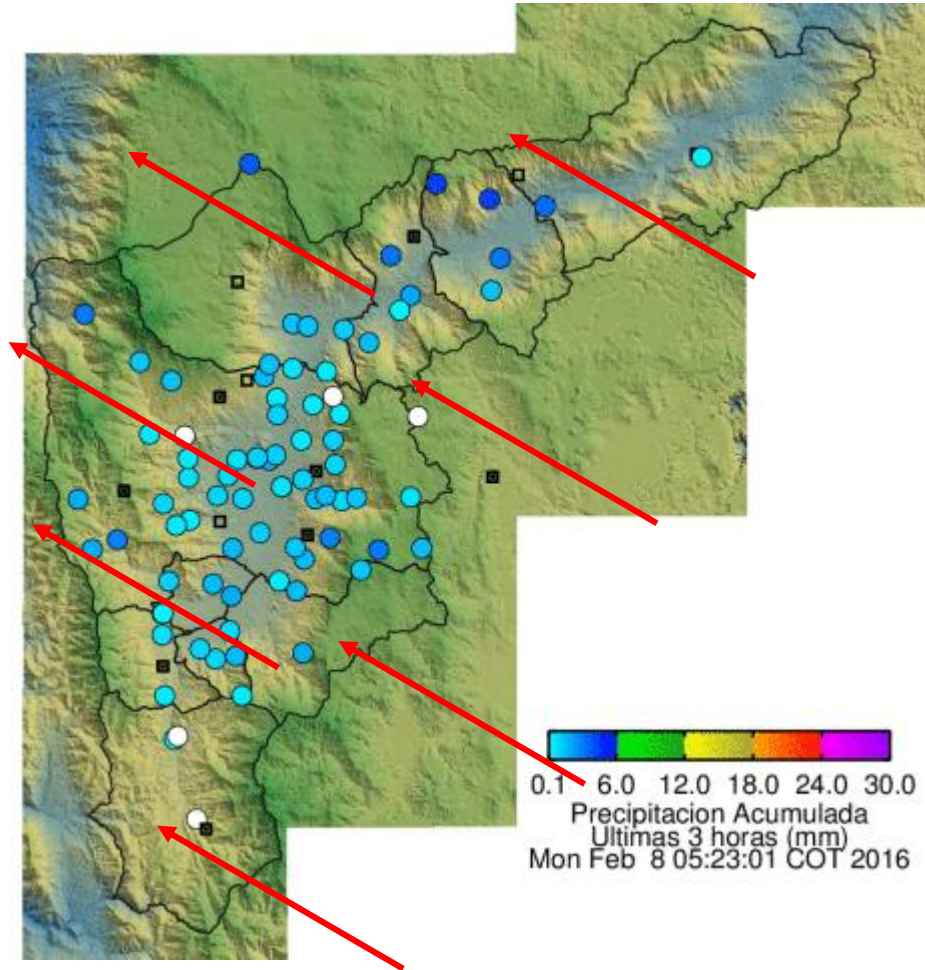 0.1 6.0 12.0 18.0 24.0 30.0
Precipitacion Acumulada
Ultimas 3 horas (mm)
Mon Feb 8 05:23:01 COT 2016